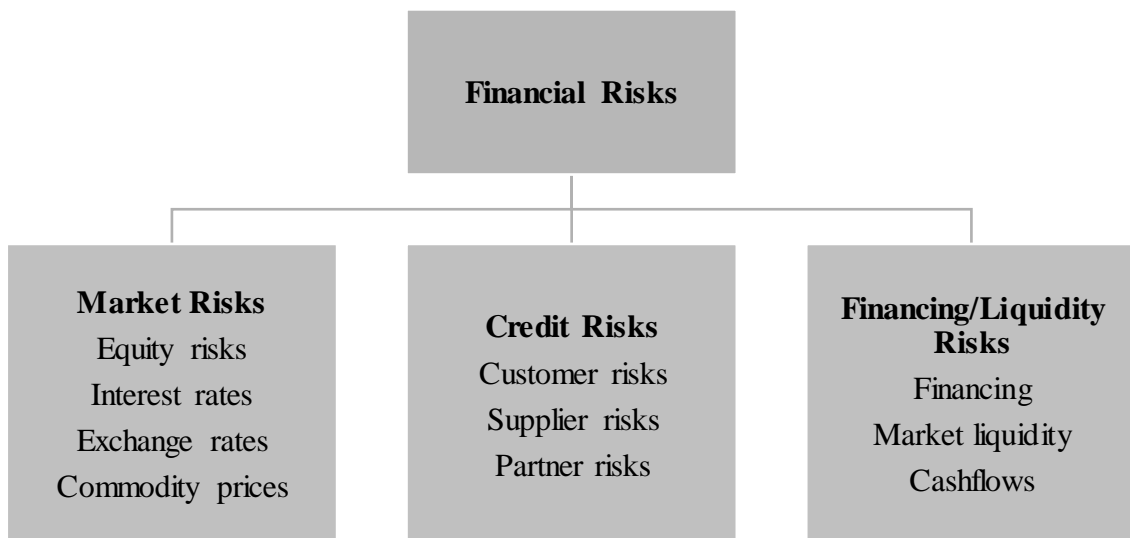 Financial Risks
Market Risks
Equity risks
Interest rates
Exchange rates
Commodity prices
Credit Risks
Customer risks
Supplier risks
Partner risks
Financing/Liquidity
Risks
Financing
Market liquidity
Cashflows